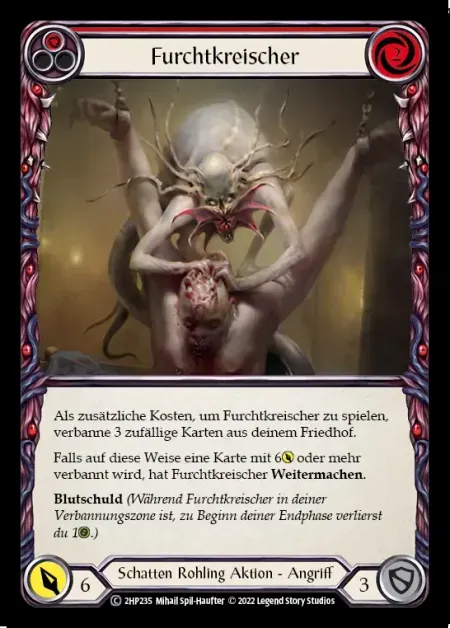 Furchtkreischer
2
Als zusätzliche Kosten, um Furchtkreischer zu spielen,
verbanne 3 zufällige Karten aus deinem Friedhof.
Falls auf diese Weise eine Karte mit 6 oder mehr
verbannt wird, hat Furchtkreischer Weitermachen.
Blutschuld (Während Furchtkreischer in deiner
Verbannungszone ist, zu Beginn deiner Endphase verlierst
du 1.)
6 Schatten Rohling Aktion - Angriff 3
C 2HP235 Mihail Spil-Haufter © 2022 Legend Story Studios